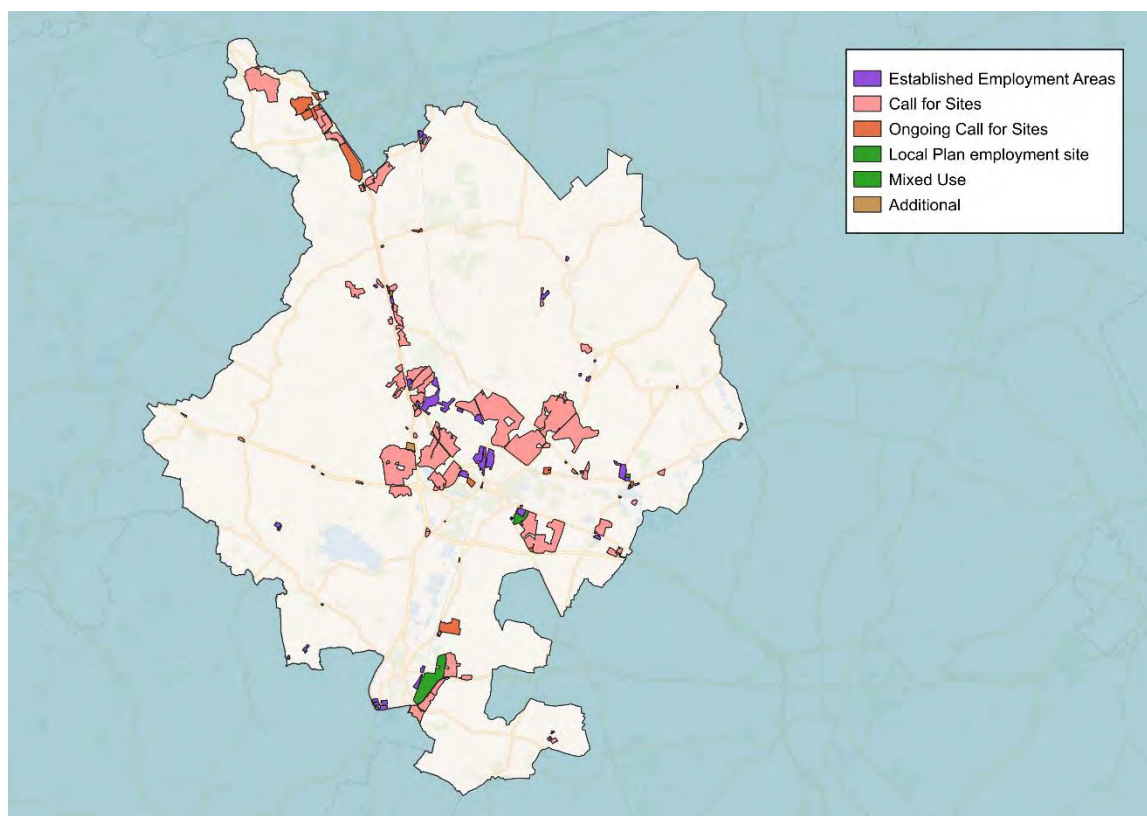 Established Employment Areas
Call for Sites
Ongoing Call for Sites
Local Plan employment site
Mixed Use
Additional